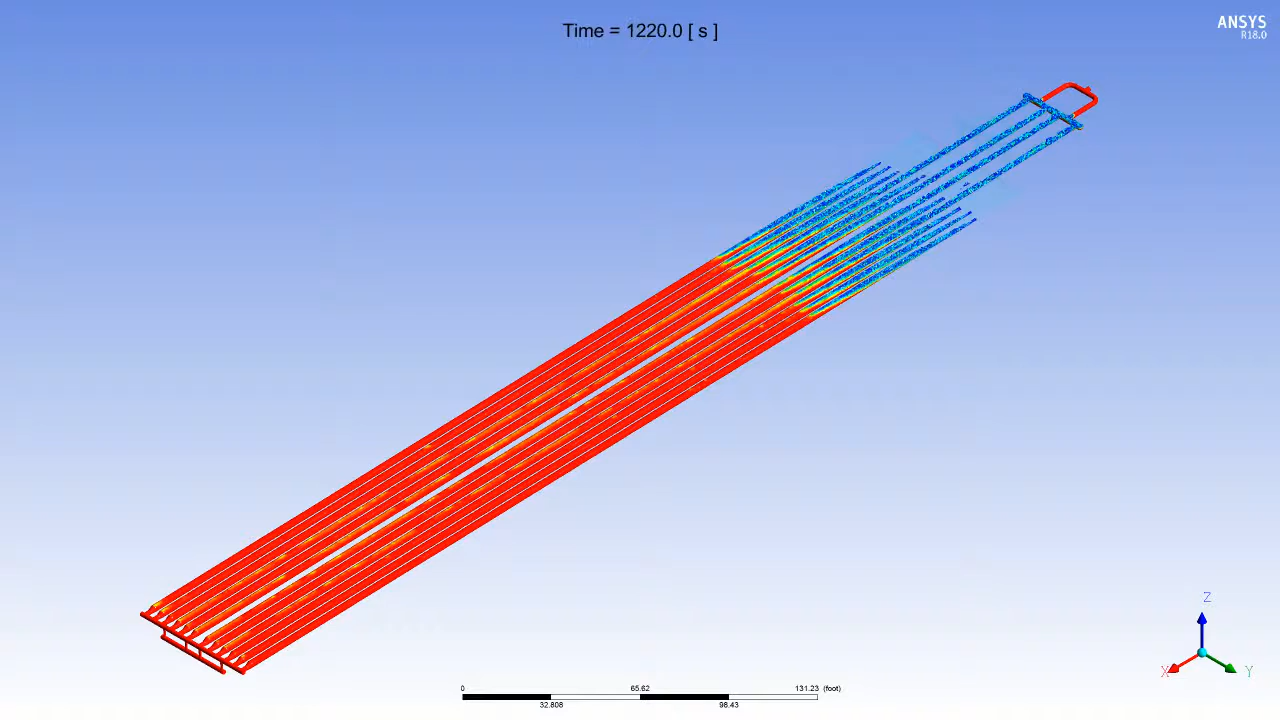 Time = 1220.0 [ s ]
ANSYS
R18.0
Z
X
Y
0 65.62 131.23 (foot)
32.808 98.43